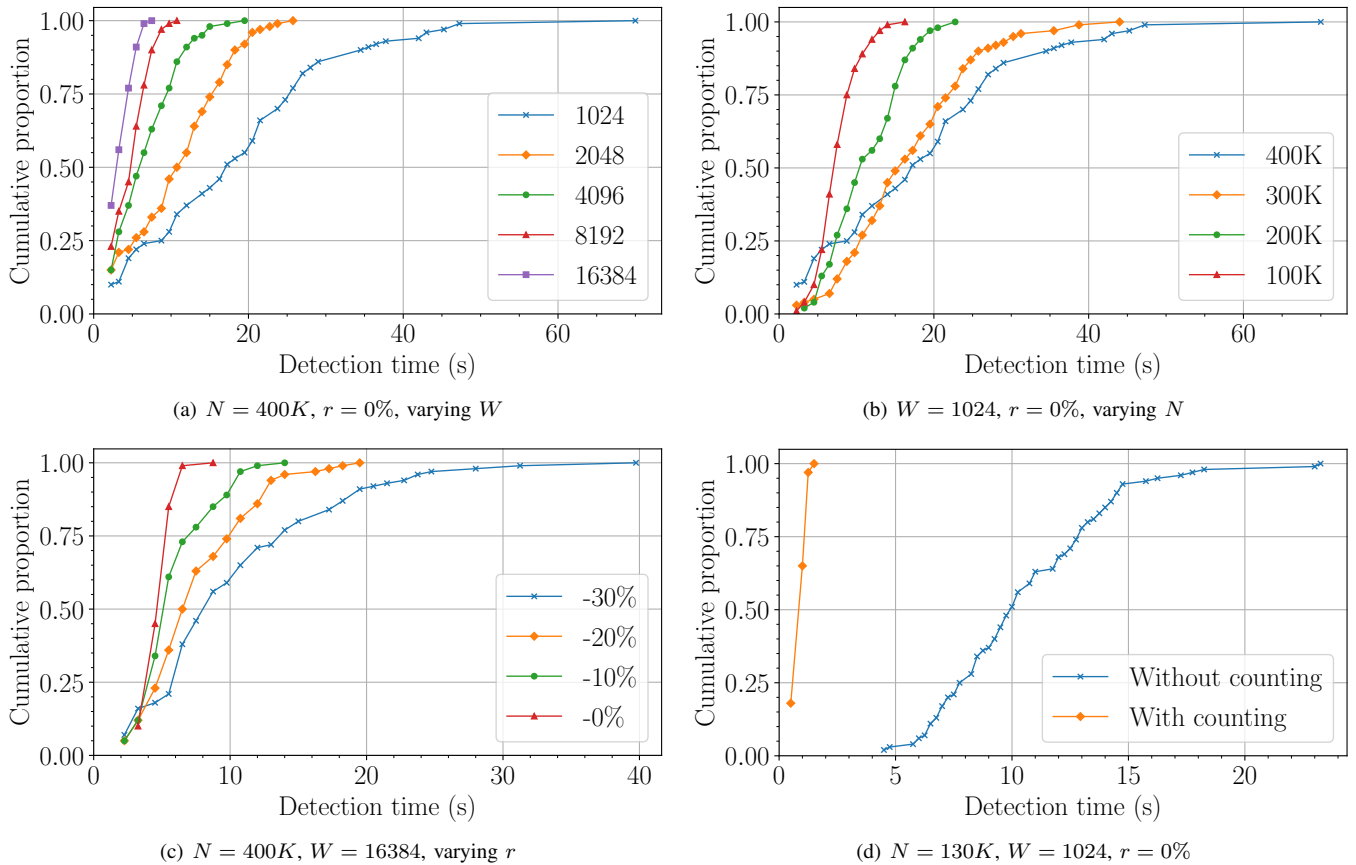 1.00
0.75
0.50
0.25
0.00
Cumulative proportion
0
20
40
60
Detection time (s)
1024
2048
4096
8192
16384
(a) N = 400K, r = 0%, varying W
1.00
0.75
0.50
0.25
0.00
Cumulative proportion
0
20
40
60
Detection time (s)
400K
300K
200K
100K
(b) W = 1024, r = 0%, varying N
1.00
0.75
0.50
0.25
0.00
Cumulative proportion
0
10
20
30
40
Detection time (s)
-30%
-20%
-10%
-0%
(c) N = 400K, W = 16384, varying r
1.00
0.75
0.50
0.25
0.00
Cumulative proportion
0
5
10
15
20
Detection time (s)
Without counting
With counting
(d) N = 130K, W = 1024, r = 0%